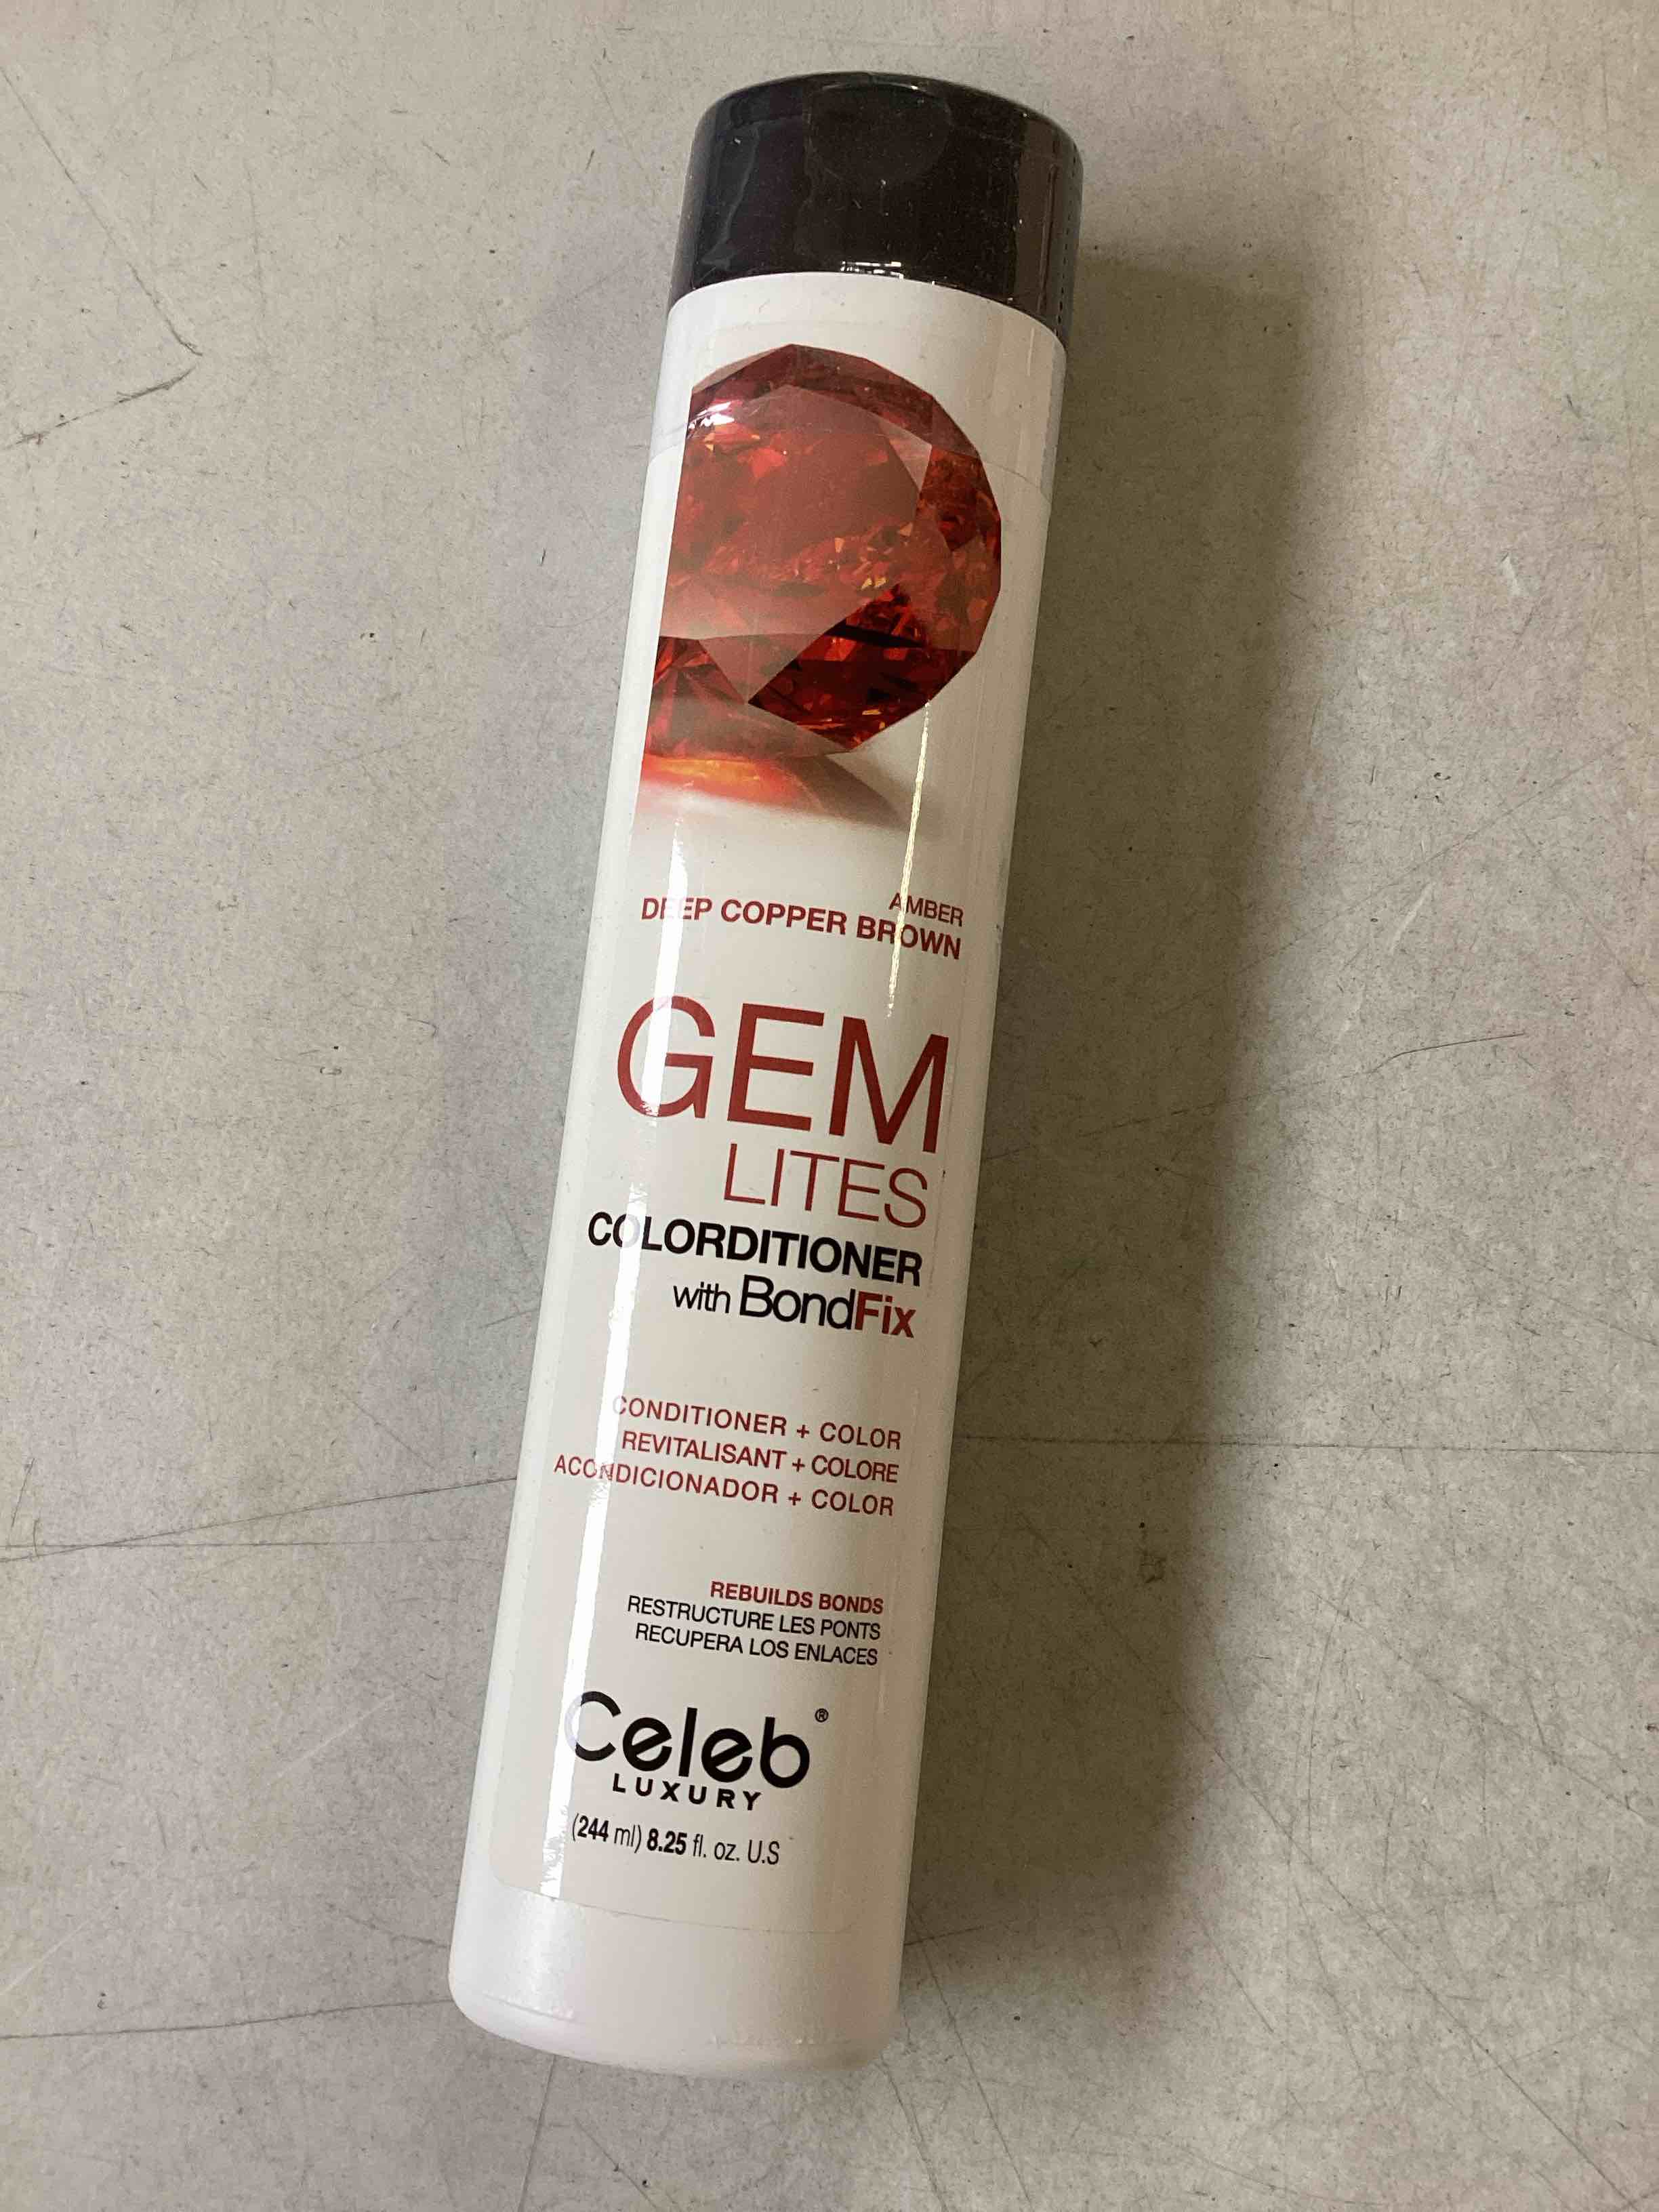 AMBER
DEEP COPPER BROWN
GEM
LITES
COLORDITIONER
with BondFix
CONDITIONER + COLOR
REVITALISANT + COLORE
ACONDICIONADOR + COLOR
REBUILDS BONDS
RESTRUCTURE LES PONTS
RECUPERA LOS ENLACES
Celeb®
LUXURY
(244 ml) 8.25 fl. oz. U.S